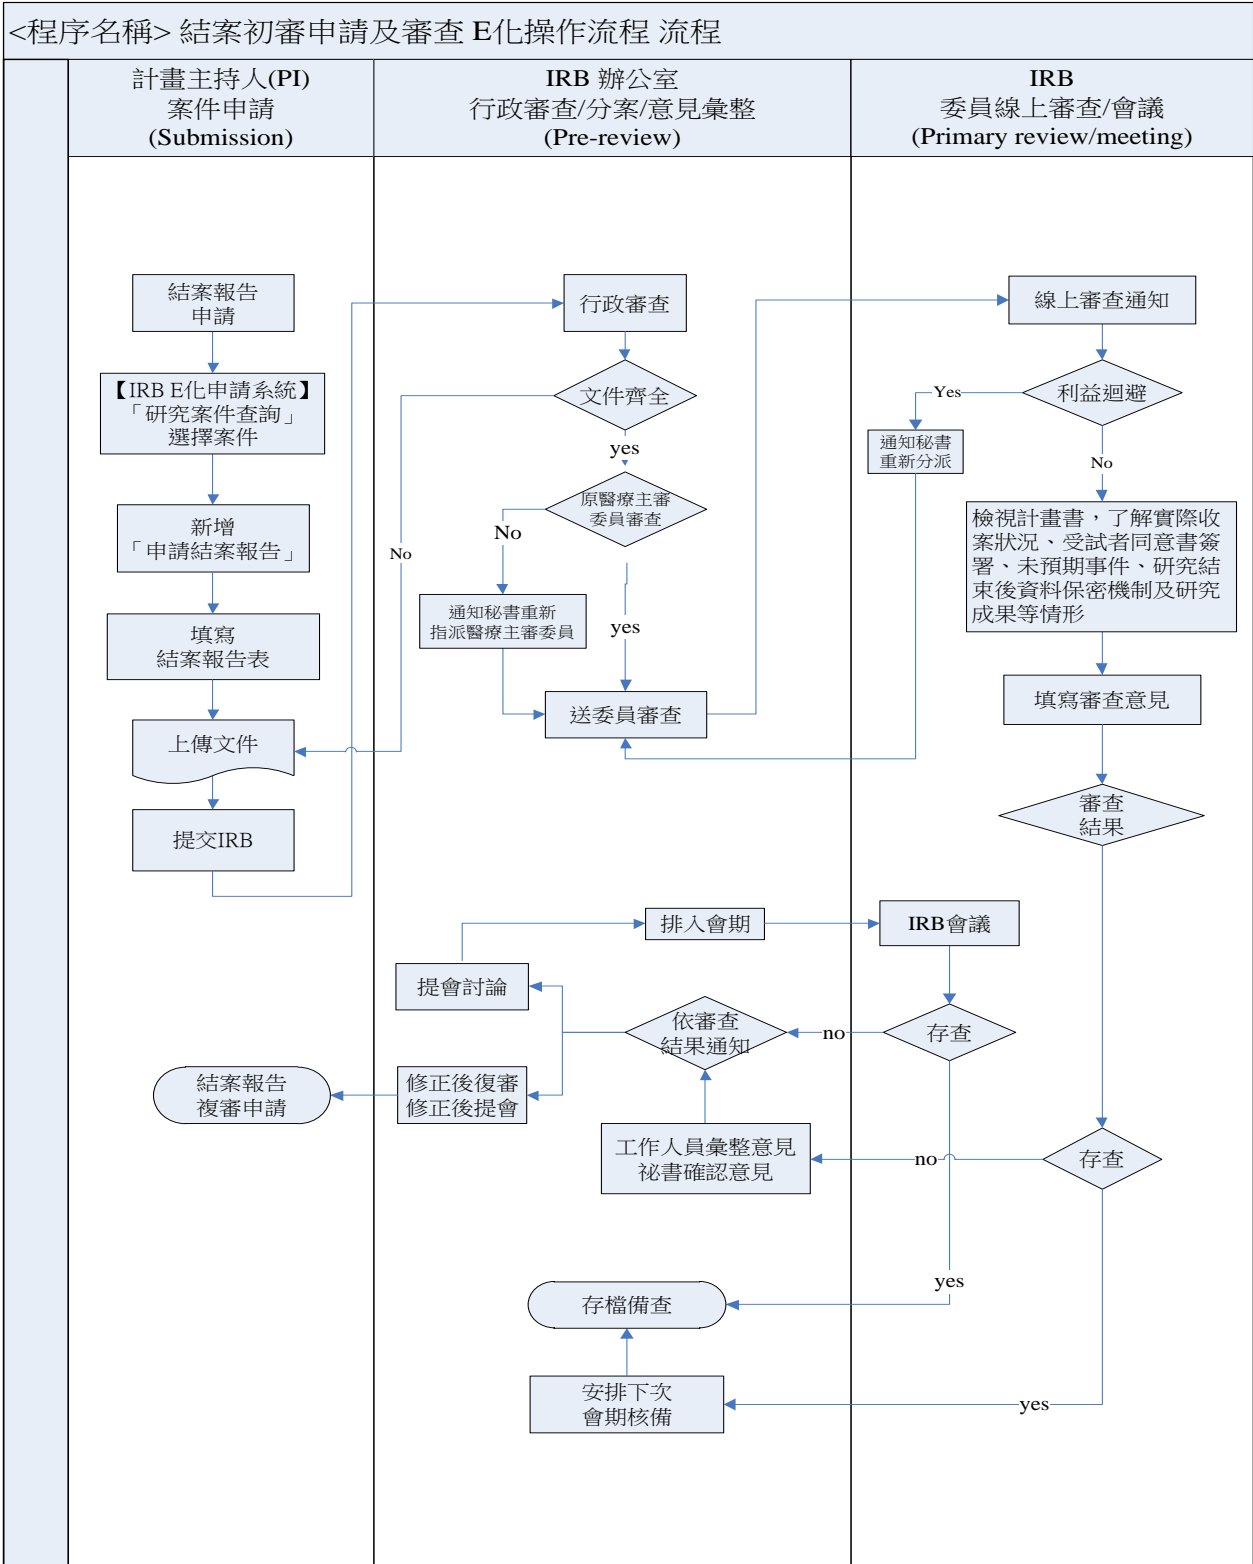 <程序名稱> 結案初審申請及審查 E化操作流程 流程
計畫主持人(PI)
案件申請
(Submission)
IRB 辦公室
行政審查/分案/意見彙整
(Pre-review)
IRB
委員線上審查/會議
(Primary review/meeting)
結案報告
申請
【IRB E化申請系統】
「研究案件查詢」
選擇案件
新增
「申請結案報告」
填寫
結案報告表
上傳文件
提交IRB
行政審查
文件齊全
yes
No
原醫療主審
委員審查
No
yes
通知秘書重新
指派醫療主審委員
送委員審查
線上審查通知
利益迴避
Yes
No
通知秘書
重新分派
檢視計畫書，了解實際收
案狀況、受試者同意書簽
署、未預期事件、研究結
束後資料保密機制及研究
成果等情形
填寫審查意見
審查
結果
排入會期
IRB會議
提會討論
依審查
結果通知
no
存查
結案報告
複審申請
修正後復審
修正後提會
工作人員彙整意見
祕書確認意見
no
存查
yes
存檔備查
安排下次
會期核備
yes